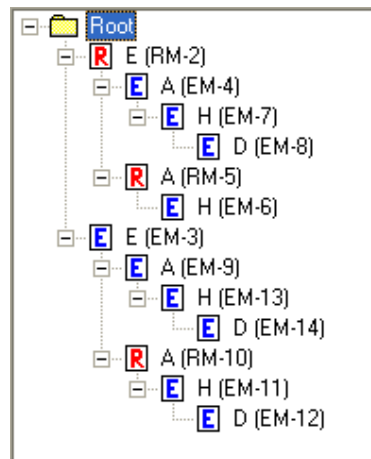 Root
R E (RM-2)
E A (EM-4)
E H (EM-7)
E D (EM-8)
R A (RM-5)
E H (EM-6)
E E (EM-3)
E A (EM-9)
E H (EM-13)
E D (EM-14)
R A (RM-10)
E H (EM-11)
E D (EM-12)